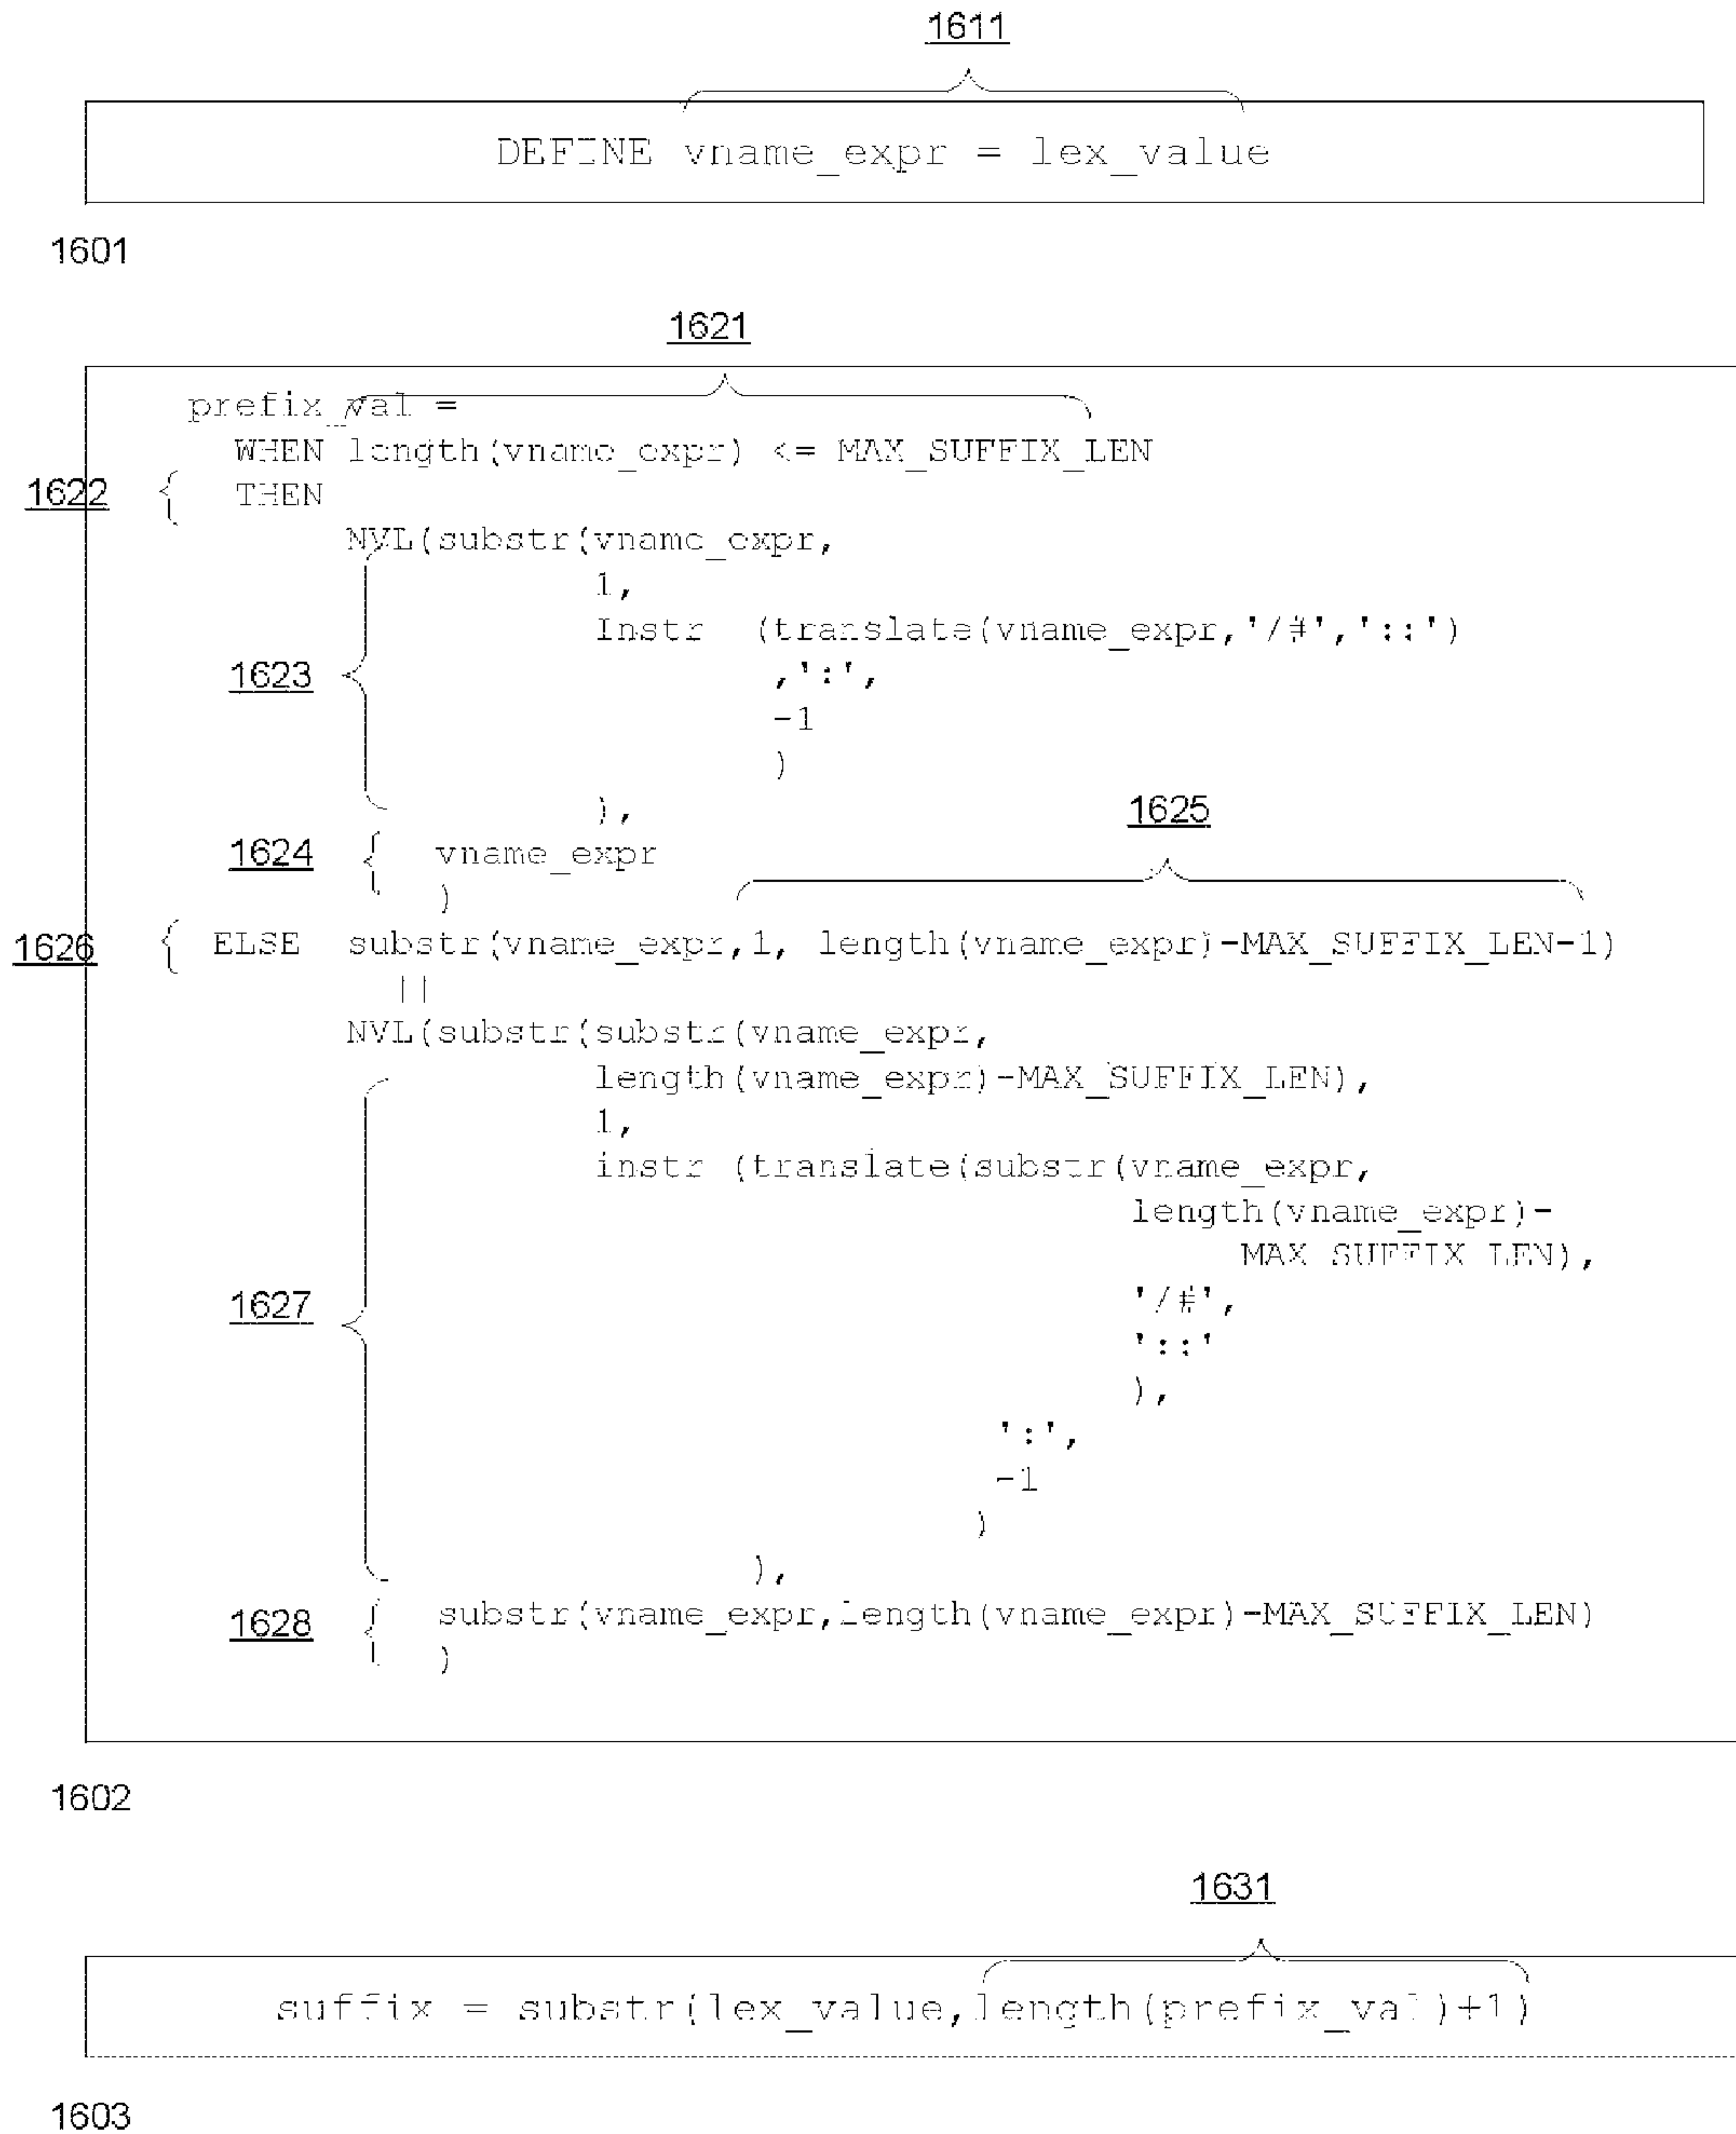 1611
DEFINE vname_expr = lex_value
1601
1621
prefix_val =
WHEN length(vname_expr) <= MAX_SUFFIX_LEN
1622 { THEN
NVL(substr(vname_expr,
1,
Instr (translate(vname_expr,'/#','::')
1623
,':',
-1
)
),
1625
1624 { vname_expr
)
1626 { ELSE substr(vname_expr,1, length(vname_expr)-MAX_SUFFIX_LEN-1)
||
NVL(substr(substr(vname_expr,
length(vname_expr)-MAX_SUFFIX_LEN),
1,
instr (translate(substr(vname_expr,
length(vname_expr)-
MAX_SUFFIX_LEN),
1627
'/#',
'::'
),
':',
-1
)
),
1628 { substr(vname_expr,length(vname_expr)-MAX_SUFFIX_LEN)
)
1602
1631
suffix = substr(lex_value,length(prefix_val)+1)
1603